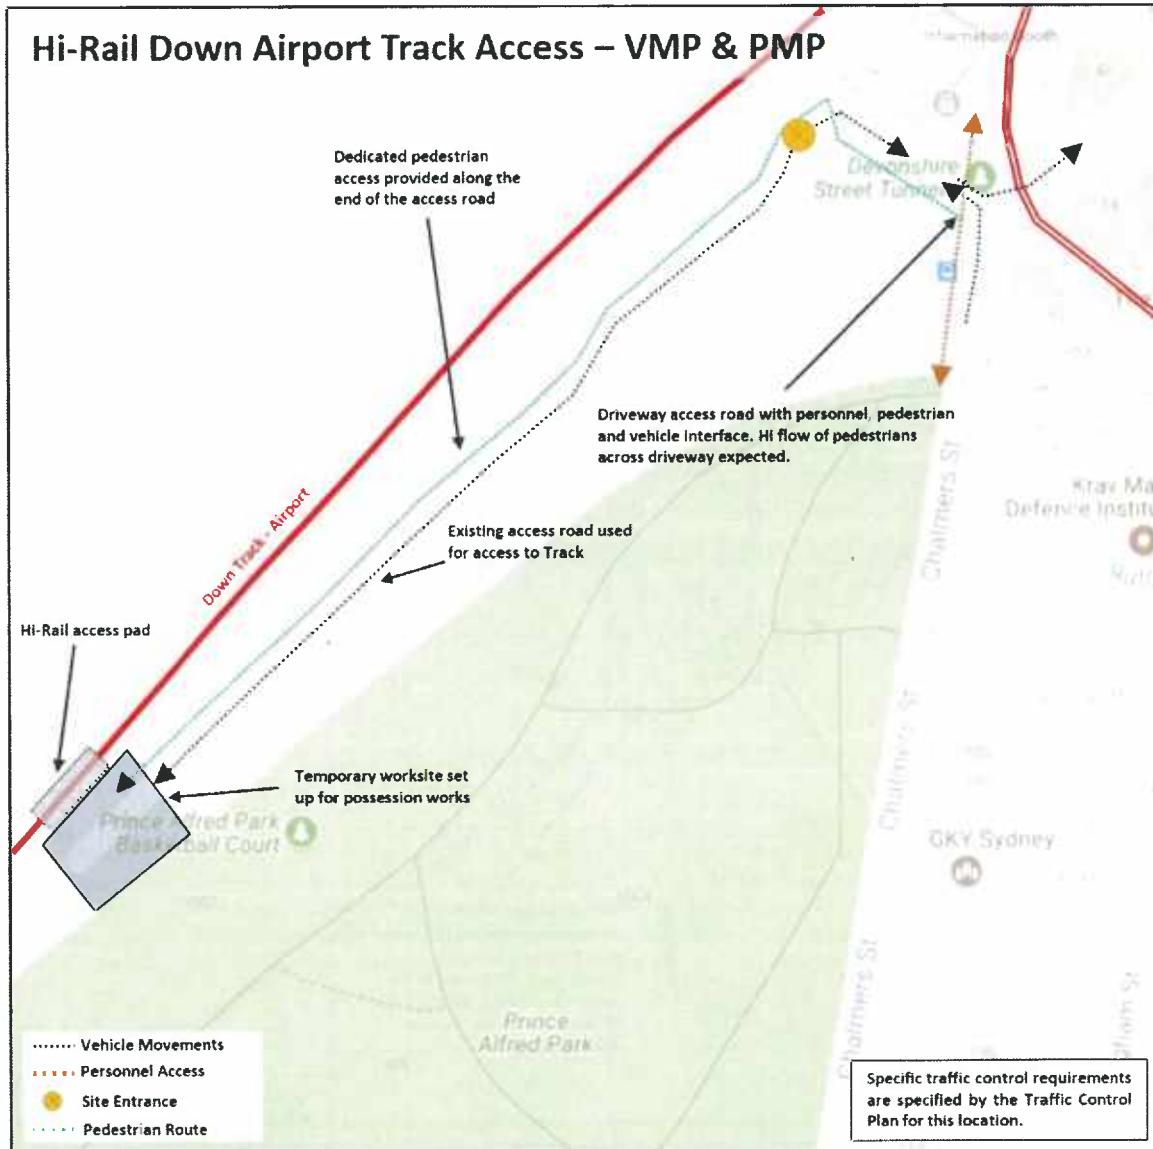 Hi-Rail Down Airport Track Access – VMP & PMP
Dedicated pedestrian
access provided along the
end of the access road
Devonshire
Street Tunnel
Driveway access road with personnel, pedestrian
and vehicle interface. Hi flow of pedestrians
across driveway expected.
Chalmers St
Krav Ma
Defence Institu
Existing access road used
for access to Track
Down Track - Airport
Hi-Rail access pad
Temporary worksite set
up for possession works
Prince Alfred Park
Basketball Court
Chalmers St
GKY Sydney
Chalmers St
Prince
Alfred Park
Vehicle Movements
Personnel Access
Site Entrance
Pedestrian Route
Specific traffic control requirements
are specified by the Traffic Control
Plan for this location.